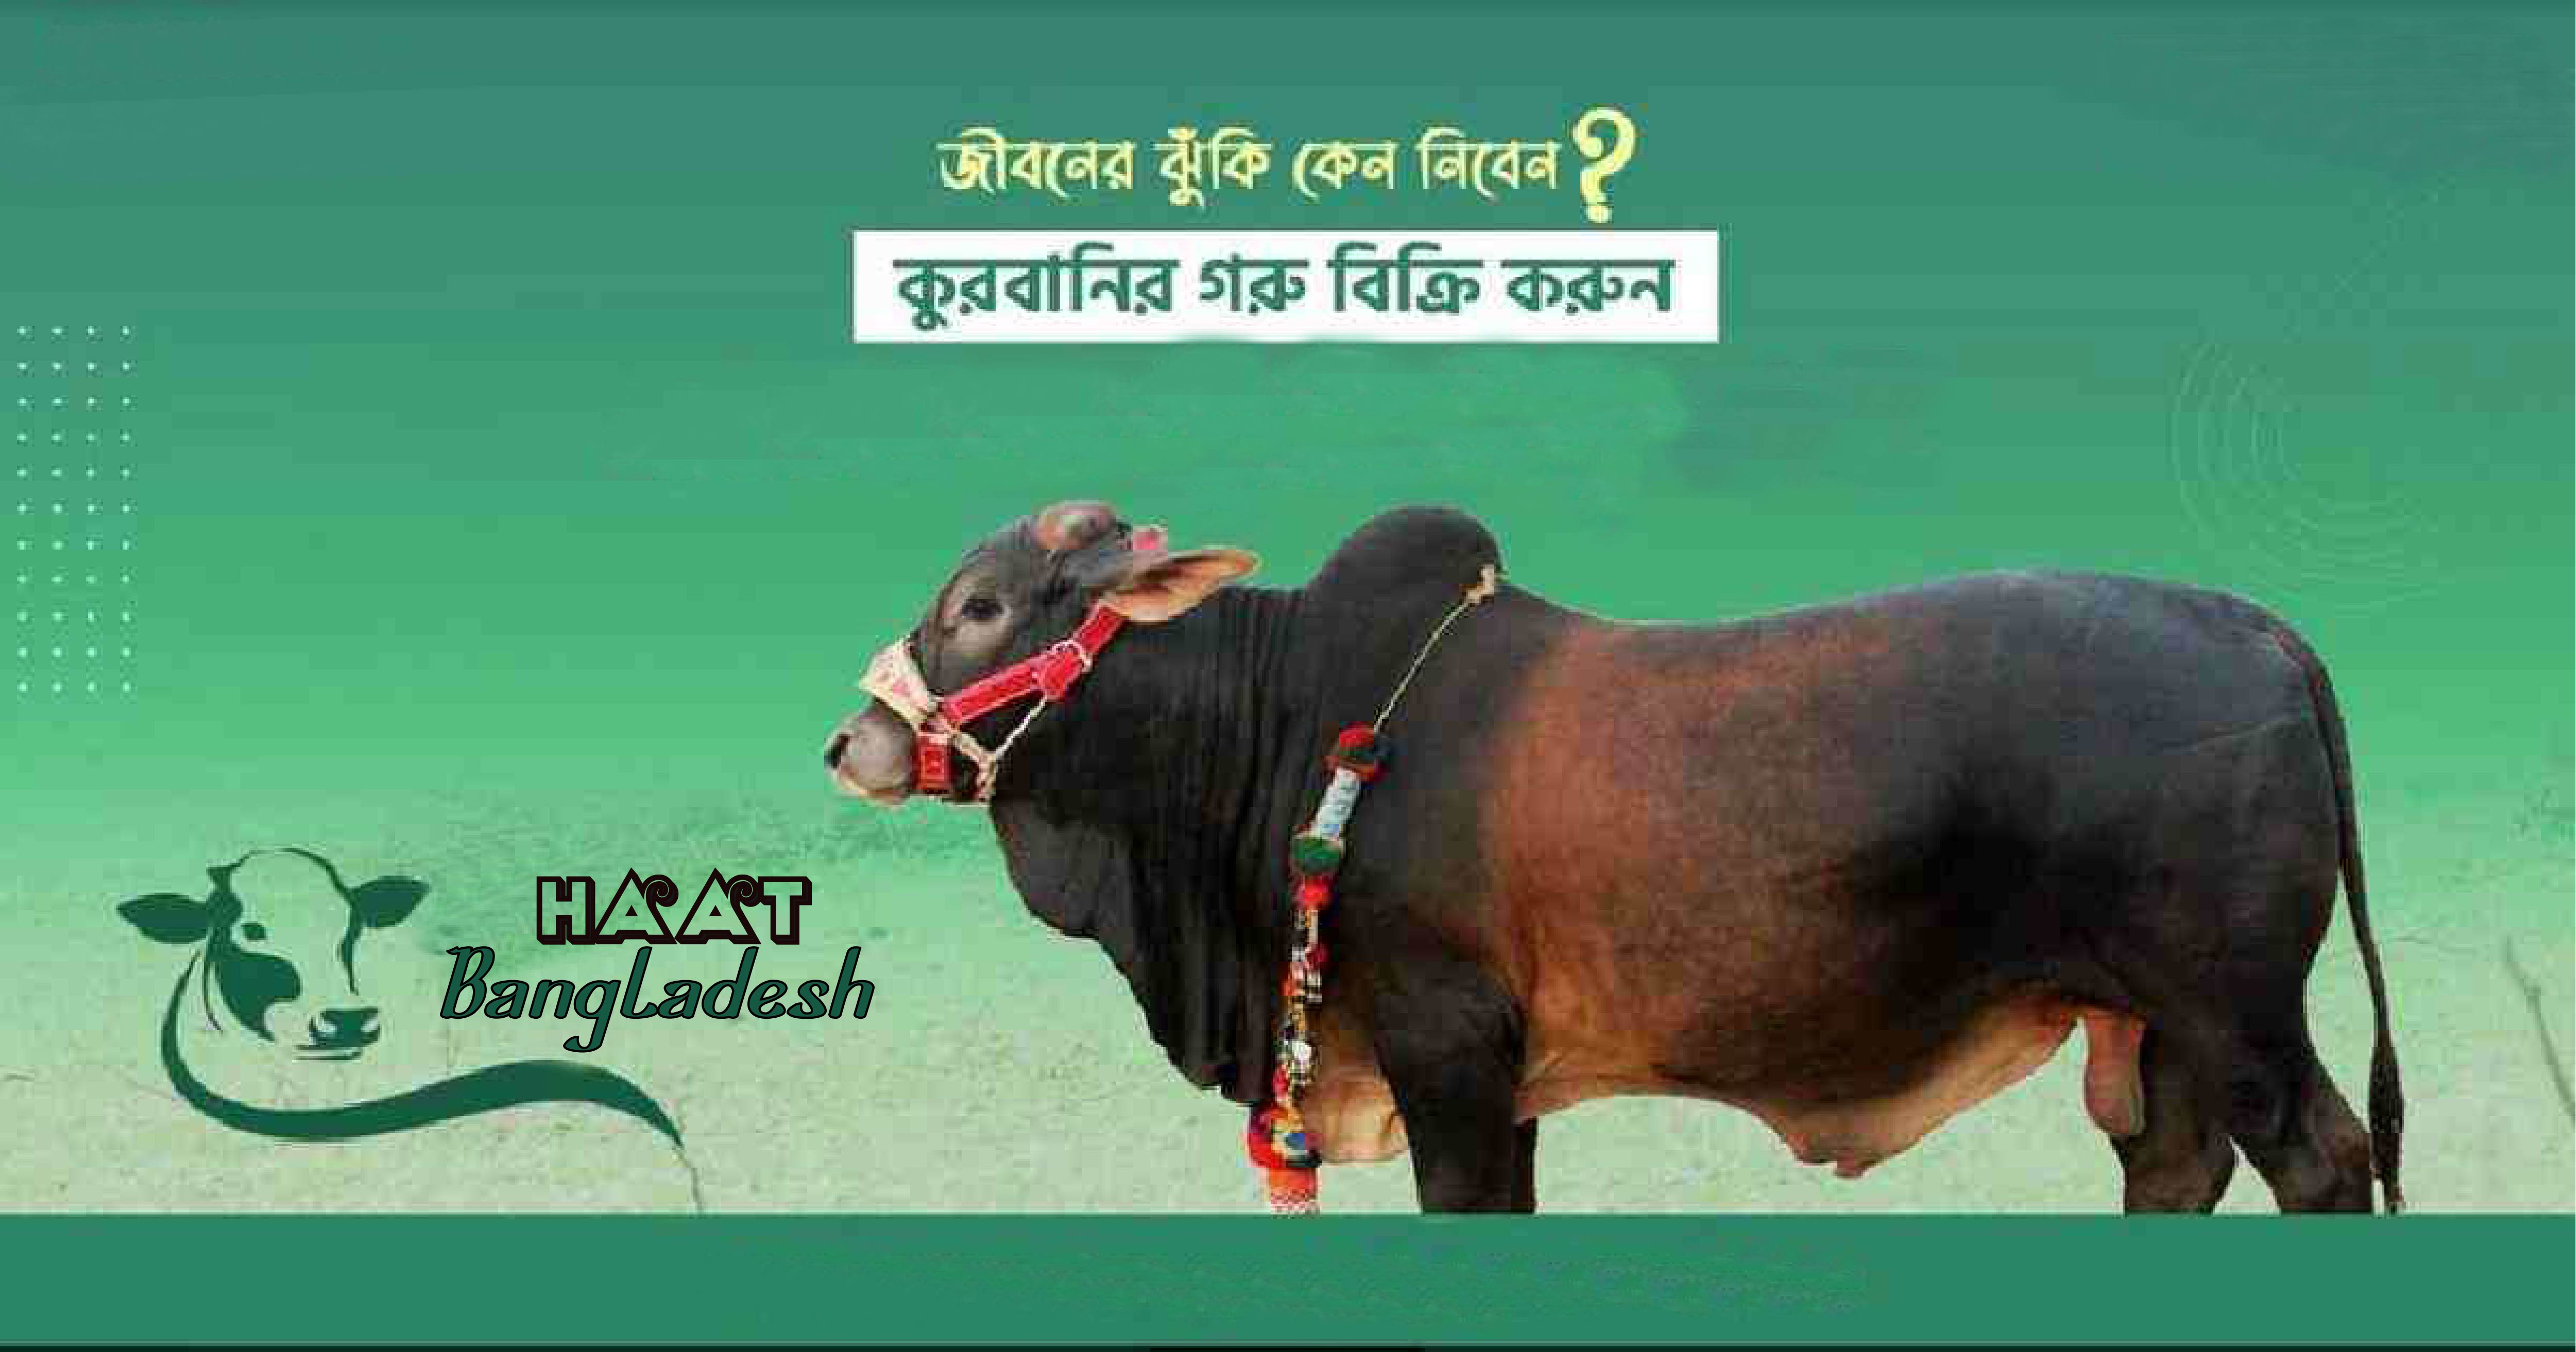 জীবনের ঝুঁকি কেন নিবেন?
কুরবানির গরু বিক্রি করুন
HAAT
Bangladesh